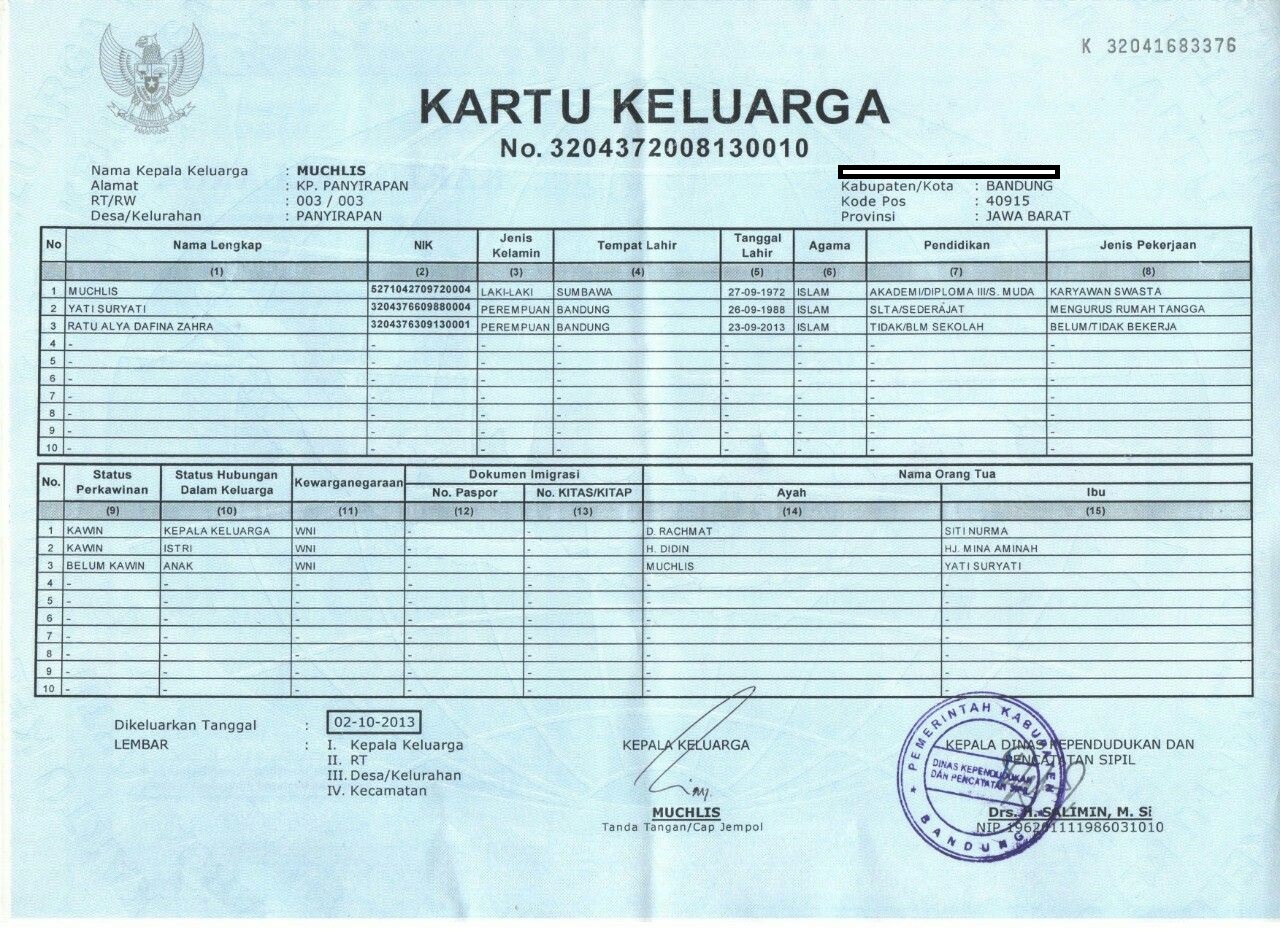 K 32041683376
KARTU KELUARGA
No. 3204372008130010
Nama Kepala Keluarga : MUCHLIS
Alamat : KP. PANYIRAPAN Kabupaten/Kota : BANDUNG
RT/RW : 003 / 003 Kode Pos : 40915
Desa/Kelurahan : PANYIRAPAN Provinsi : JAWA BARAT
No Nama Lengkap NIK Jenis Kelamin Tempat Lahir Tanggal Lahir Agama Pendidikan Jenis Pekerjaan
(1) (2) (3) (4) (5) (6) (7) (8)
1 MUCHLIS 5271042709720004 LAKI-LAKI SUMBAWA 27-09-1972 ISLAM AKADEMI/DIPLOMA III/S. MUDA KARYAWAN SWASTA
2 YATI SURYATI 3204376609880004 PEREMPUAN BANDUNG 26-09-1988 ISLAM SLTA/SEDERAJAT MENGURUS RUMAH TANGGA
3 RATU ALYA DAFINA ZAHRA 3204376309130001 PEREMPUAN BANDUNG 23-09-2013 ISLAM TIDAK/BLM SEKOLAH BELUM/TIDAK BEKERJA
4 - - - - - - - -
5 - - - - - - - -
6 - - - - - - - -
7 - - - - - - - -
8 - - - - - - - -
9 - - - - - - - -
10 - - - - - - - -
No. Status Perkawinan Status Hubungan Dalam Keluarga Kewarganegaraan Dokumen Imigrasi Nama Orang Tua
No. Paspor No. KITAS/KITAP Ayah Ibu
(9) (10) (11) (12) (13) (14) (15)
1 KAWIN KEPALA KELUARGA WNI - - D. RACHMAT SITI NURMA
2 KAWIN ISTRI WNI - - H. DIDIN HJ. MINA AMINAH
3 BELUM KAWIN ANAK WNI - - MUCHLIS YATI SURYATI
4 - - - - - - -
5 - - - - - - -
6 - - - - - - -
7 - - - - - - -
8 - - - - - - -
9 - - - - - - -
10 - - - - - - -
Dikeluarkan Tanggal : 02-10-2013
LEMBAR : I. Kepala Keluarga
II. RT
III. Desa/Kelurahan
IV. Kecamatan
KEPALA KELUARGA
MUCHLIS
Tanda Tangan/Cap Jempol
KEPALA DINAS KEPENDUDUKAN DAN
PENCATATAN SIPIL
Drs. H. SALIMIN, M. Si
NIP 196201111986031010
PEMERINTAH KABUPATEN
DINAS KEPENDUDUKAN
DAN PENCATATAN SIPIL
BANDUNG